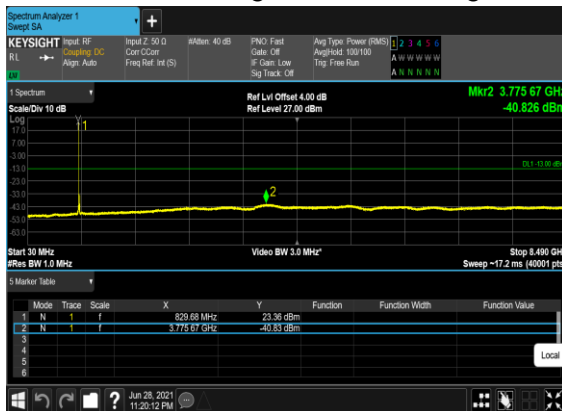 Spectrum Analyzer 1
Swept SA
+
KEYSIGHT Input: RF Input Z: 50 Ω #Atten: 40 dB PNO: Fast Avg Type: Power (RMS) 1 2 3 4 5 6
RL Coupling: DC Corr CCorr Gate: Off Avg|Hold: 100/100 A W W W W W
Align: Auto Freq Ref: Int (S) IF Gain: Low Trig: Free Run
Sig Track: Off A N N N N N
1 Spectrum Ref Lvl Offset 4.00 dB Mkr2 3.775 67 GHz
Scale/Div 10 dB Ref Level 27.00 dBm -40.826 dBm
Log
17.0
7.00
-3.00
-13.0
-23.0
-33.0
-43.0
-53.0
-63.0
1
2
DL1 -13.00 dBm
Start 30 MHz Video BW 3.0 MHz* Stop 8.490 GHz
#Res BW 1.0 MHz Sweep ~17.2 ms (40001 pts)
5 Marker Table
Mode Trace Scale X Y Function Function Width Function Value
1 N 1 f 829.68 MHz 23.36 dBm
2 N 1 f 3.775 67 GHz -40.83 dBm
3
4
5
6
Local
? Jun 28, 2021
11:20:12 PM